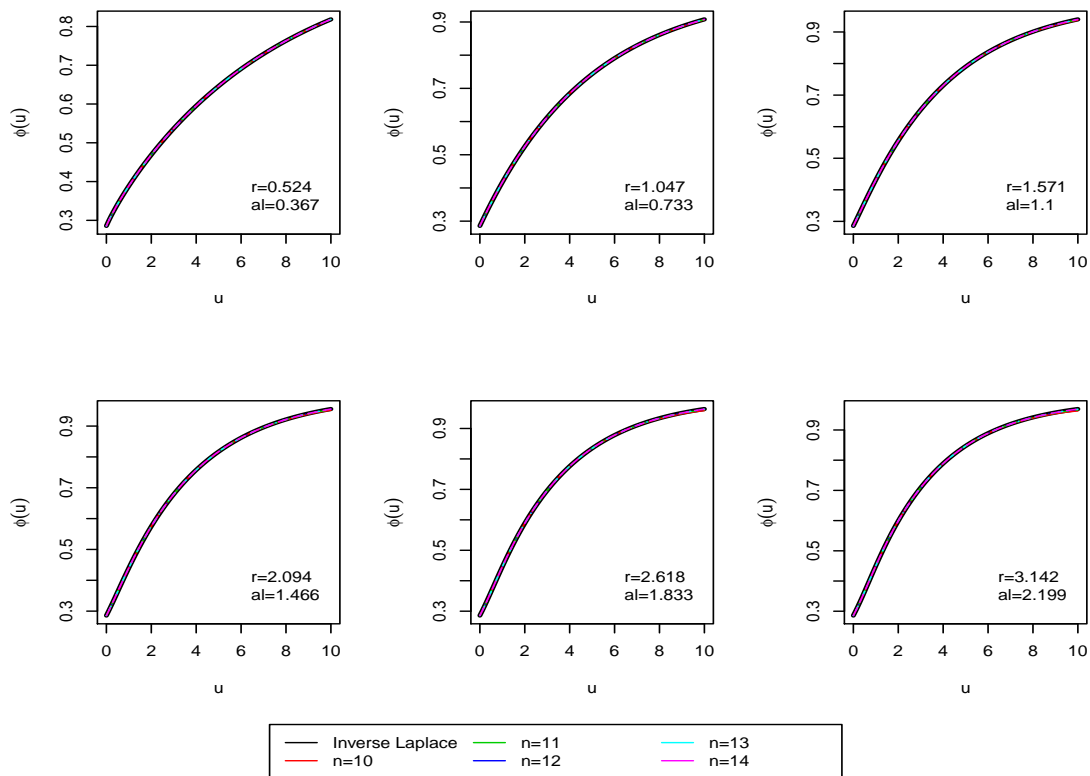 0.3 0.4 0.5 0.6 0.7 0.8
ϕ(u)
r=0.524
al=0.367
0 2 4 6 8 10
u
0.3 0.5 0.7 0.9
ϕ(u)
r=1.047
al=0.733
0 2 4 6 8 10
u
0.3 0.5 0.7 0.9
ϕ(u)
r=1.571
al=1.1
0 2 4 6 8 10
u
0.3 0.5 0.7 0.9
ϕ(u)
r=2.094
al=1.466
0 2 4 6 8 10
u
0.3 0.5 0.7 0.9
ϕ(u)
r=2.618
al=1.833
0 2 4 6 8 10
u
0.3 0.5 0.7 0.9
ϕ(u)
r=3.142
al=2.199
0 2 4 6 8 10
u
Inverse Laplace n=11 n=13
n=10 n=12 n=14